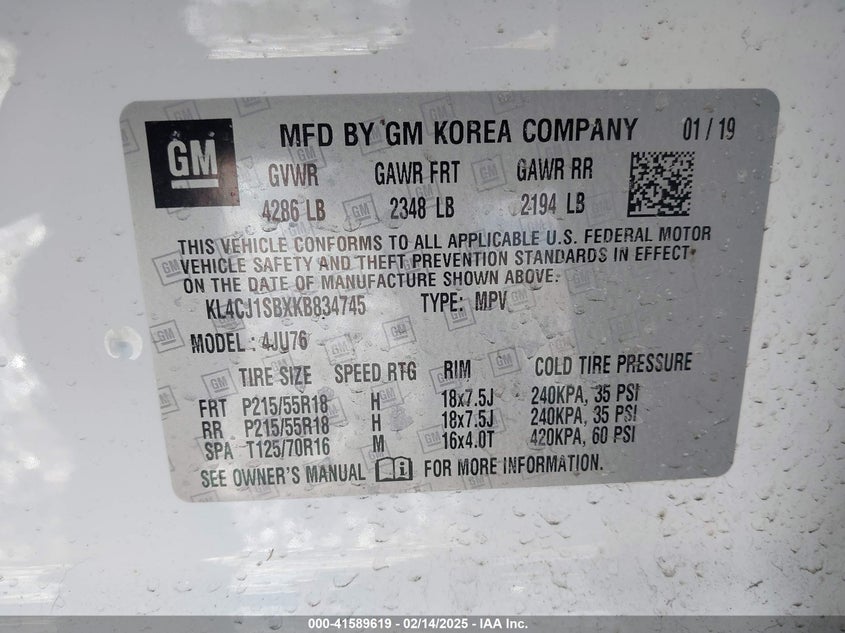 GM
MFD BY GM KOREA COMPANY 01 / 19
GVWR GAWR FRT GAWR RR
4286 LB 2348 LB 2194 LB
THIS VEHICLE CONFORMS TO ALL APPLICABLE U.S. FEDERAL MOTOR
VEHICLE SAFETY AND THEFT PREVENTION STANDARDS IN EFFECT
ON THE DATE OF MANUFACTURE SHOWN ABOVE.
KL4CJ1SBXKB834745 TYPE: MPV
MODEL : 4JU76
TIRE SIZE SPEED RTG RIM COLD TIRE PRESSURE
FRT P215/55R18 H 18x7.5J 240KPA, 35 PSI
RR P215/55R18 H 18x7.5J 240KPA, 35 PSI
SPA T125/70R16 M 16x4.0T 420KPA, 60 PSI
SEE OWNER'S MANUAL FOR MORE INFORMATION.
000-41589619 - 02/14/2025 - IAA Inc.